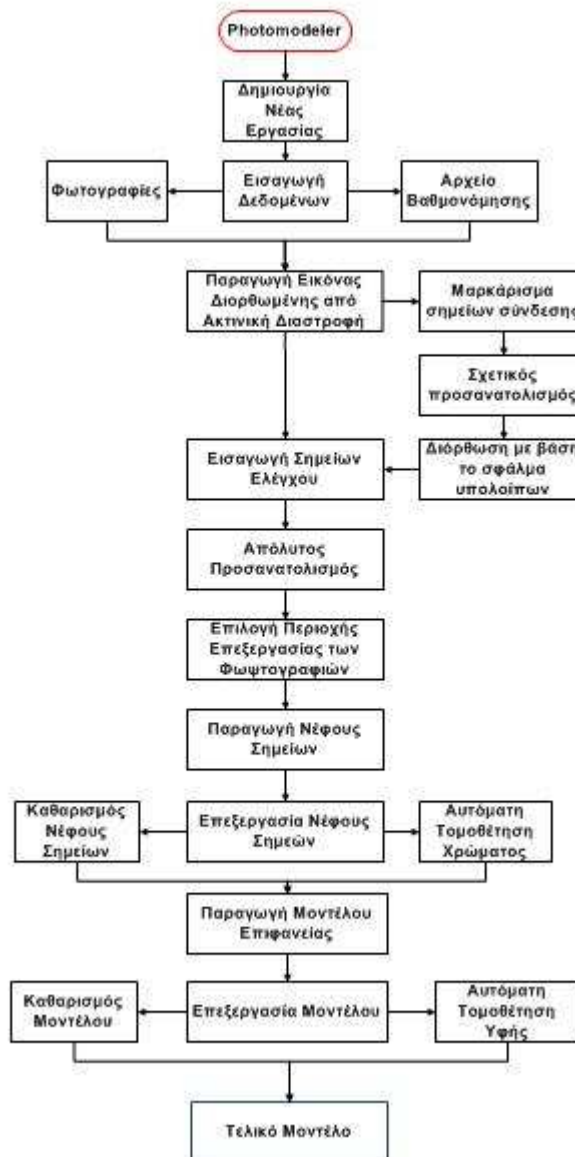 Photomodeler
Δημιουργία
Νέας
Εργασίας
Φωτογραφίες
Εισαγωγή
Δεδομένων
Αρχείο
Βαθμονόμησης
Παραγωγή Εικόνας
Διορθωμένης από
Ακτινική Διαστροφή
Μαρκάρισμα
σημείων σύνδεσης
Σχετικός
προσανατολισμός
Διόρθωση με βάση
το σφάλμα
υπολοίπων
Εισαγωγή Σημείων
Ελέγχου
Απόλυτος
Προσανατολισμός
Επιλογή Περιοχής
Επεξεργασίας των
Φωψτογραφιών
Παραγωγή Νέφους
Σημείων
Καθαρισμός
Νέφους
Σημείων
Επεξεργασία Νέφους
Σημεών
Αυτόματη
Τομοθέτηση
Χρώματος
Παραγωγή Μοντέλου
Επιφανείας
Καθαρισμός
Μοντέλου
Επεξεργασία Μοντέλου
Αυτόματη
Τομοθέτηση
Υφής
Τελικό Μοντέλο